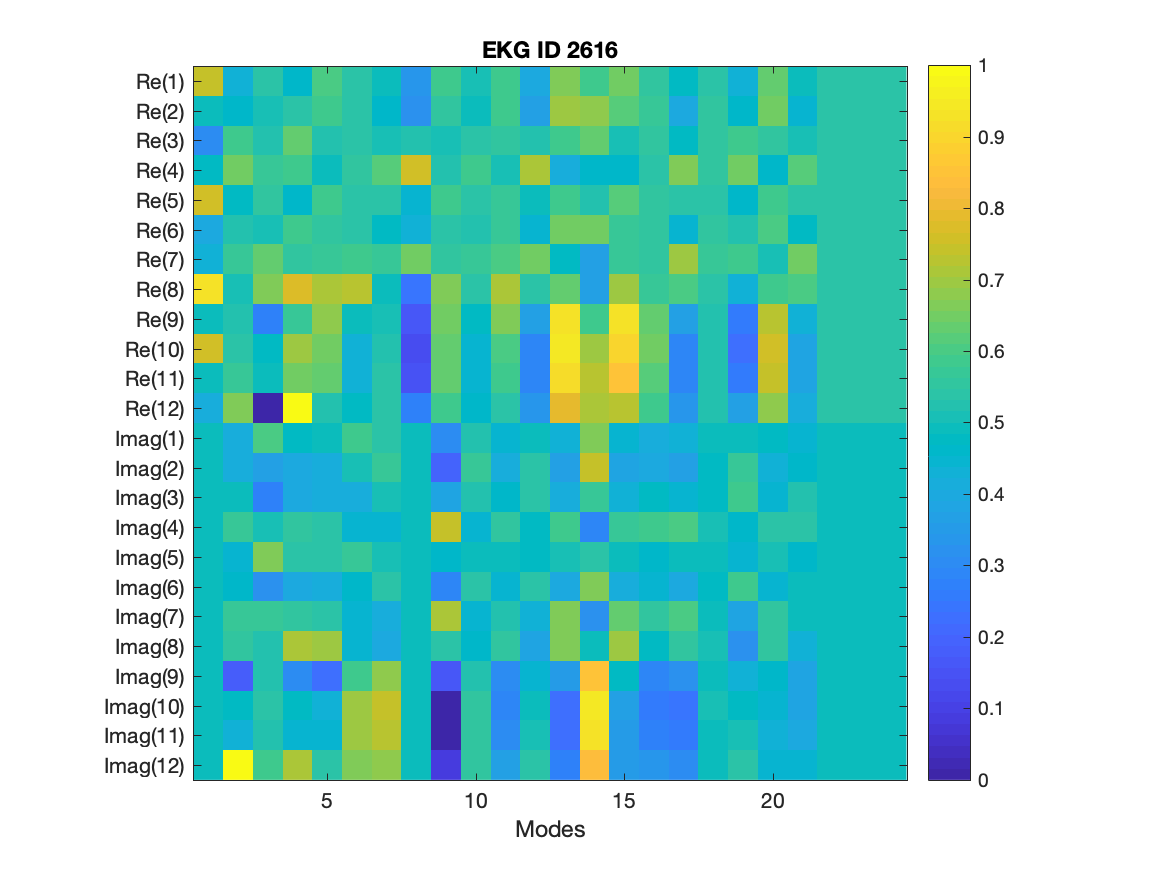 EKG ID 2616
Re(1)
Re(2)
Re(3)
Re(4)
Re(5)
Re(6)
Re(7)
Re(8)
Re(9)
Re(10)
Re(11)
Re(12)
Imag(1)
Imag(2)
Imag(3)
Imag(4)
Imag(5)
Imag(6)
Imag(7)
Imag(8)
Imag(9)
Imag(10)
Imag(11)
Imag(12)
5 10 15 20
Modes
1
0.9
0.8
0.7
0.6
0.5
0.4
0.3
0.2
0.1
0